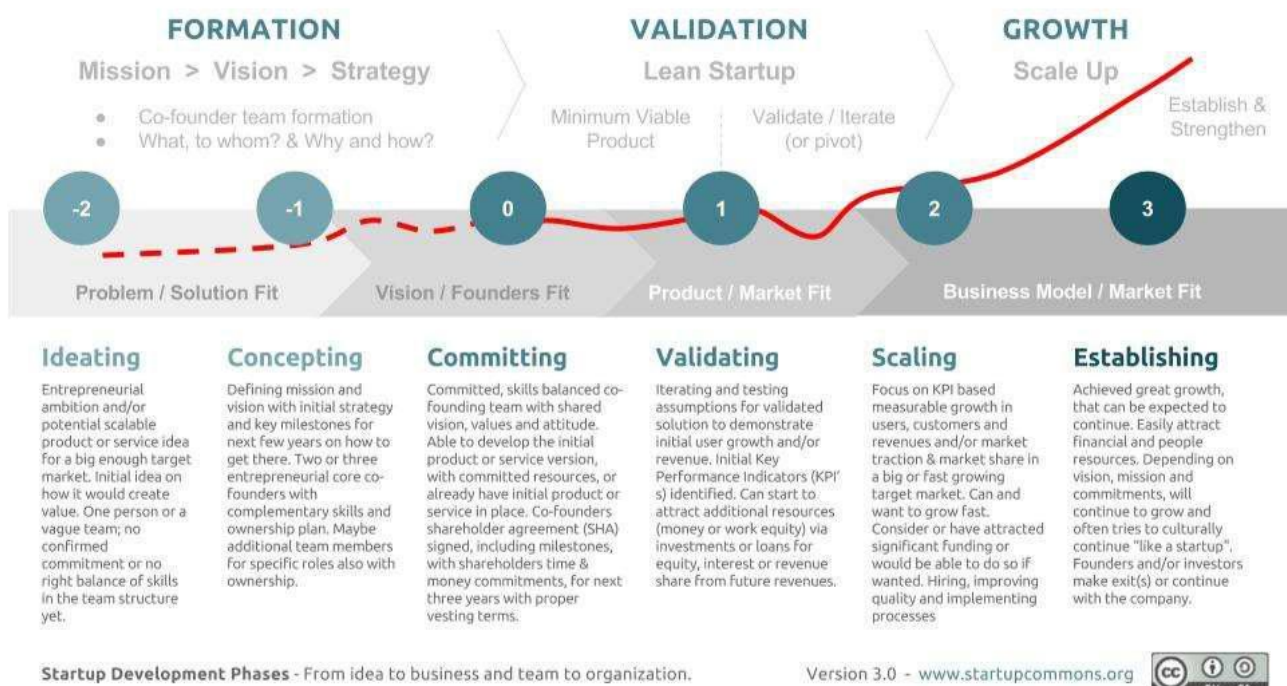 FORMATION
VALIDATION
GROWTH
Mission > Vision > Strategy
Lean Startup
Scale Up
● Co-founder team formation
● What, to whom? & Why and how?
Minimum Viable
Product
Validate / Iterate
(or pivot)
Establish &
Strengthen
-2
-1
0
1
2
3
Problem / Solution Fit
Vision / Founders Fit
Product / Market Fit
Business Model / Market Fit
Ideating
Entrepreneurial
ambition and/or
potential scalable
product or service idea
for a big enough target
market. Initial idea on
how it would create
value. One person or a
vague team; no
confirmed
commitment or no
right balance of skills
in the team structure
yet.
Concepting
Defining mission and
vision with initial strategy
and key milestones for
next few years on how to
get there. Two or three
entrepreneurial core co-
founders with
complementary skills and
ownership plan. Maybe
additional team members
for specific roles also with
ownership.
Committing
Committed, skills balanced co-
founding team with shared
vision, values and attitude.
Able to develop the initial
product or service version,
with committed resources, or
already have initial product or
service in place. Co-founders
shareholder agreement (SHA)
signed, including milestones,
with shareholders time &
money commitments, for next
three years with proper
vesting terms.
Validating
Iterating and testing
assumptions for validated
solution to demonstrate
initial user growth and/or
revenue. Initial Key
Performance Indicators (KPI'
s) identified. Can start to
attract additional resources
(money or work equity) via
investments or loans for
equity, interest or revenue
share from future revenues.
Scaling
Focus on KPI based
measurable growth in
users, customers and
revenues and/or market
traction & market share in
a big or fast growing
target market. Can and
want to grow fast.
Consider or have attracted
significant funding or
would be able to do so if
wanted. Hiring, improving
quality and implementing
processes
Establishing
Achieved great growth,
that can be expected to
continue. Easily attract
financial and people
resources. Depending on
vision, mission and
commitments, will
continue to grow and
often tries to culturally
continue "like a startup".
Founders and/or investors
make exit(s) or continue
with the company.
Startup Development Phases - From idea to business and team to organization.
Version 3.0 - www.startupcommons.org
cc